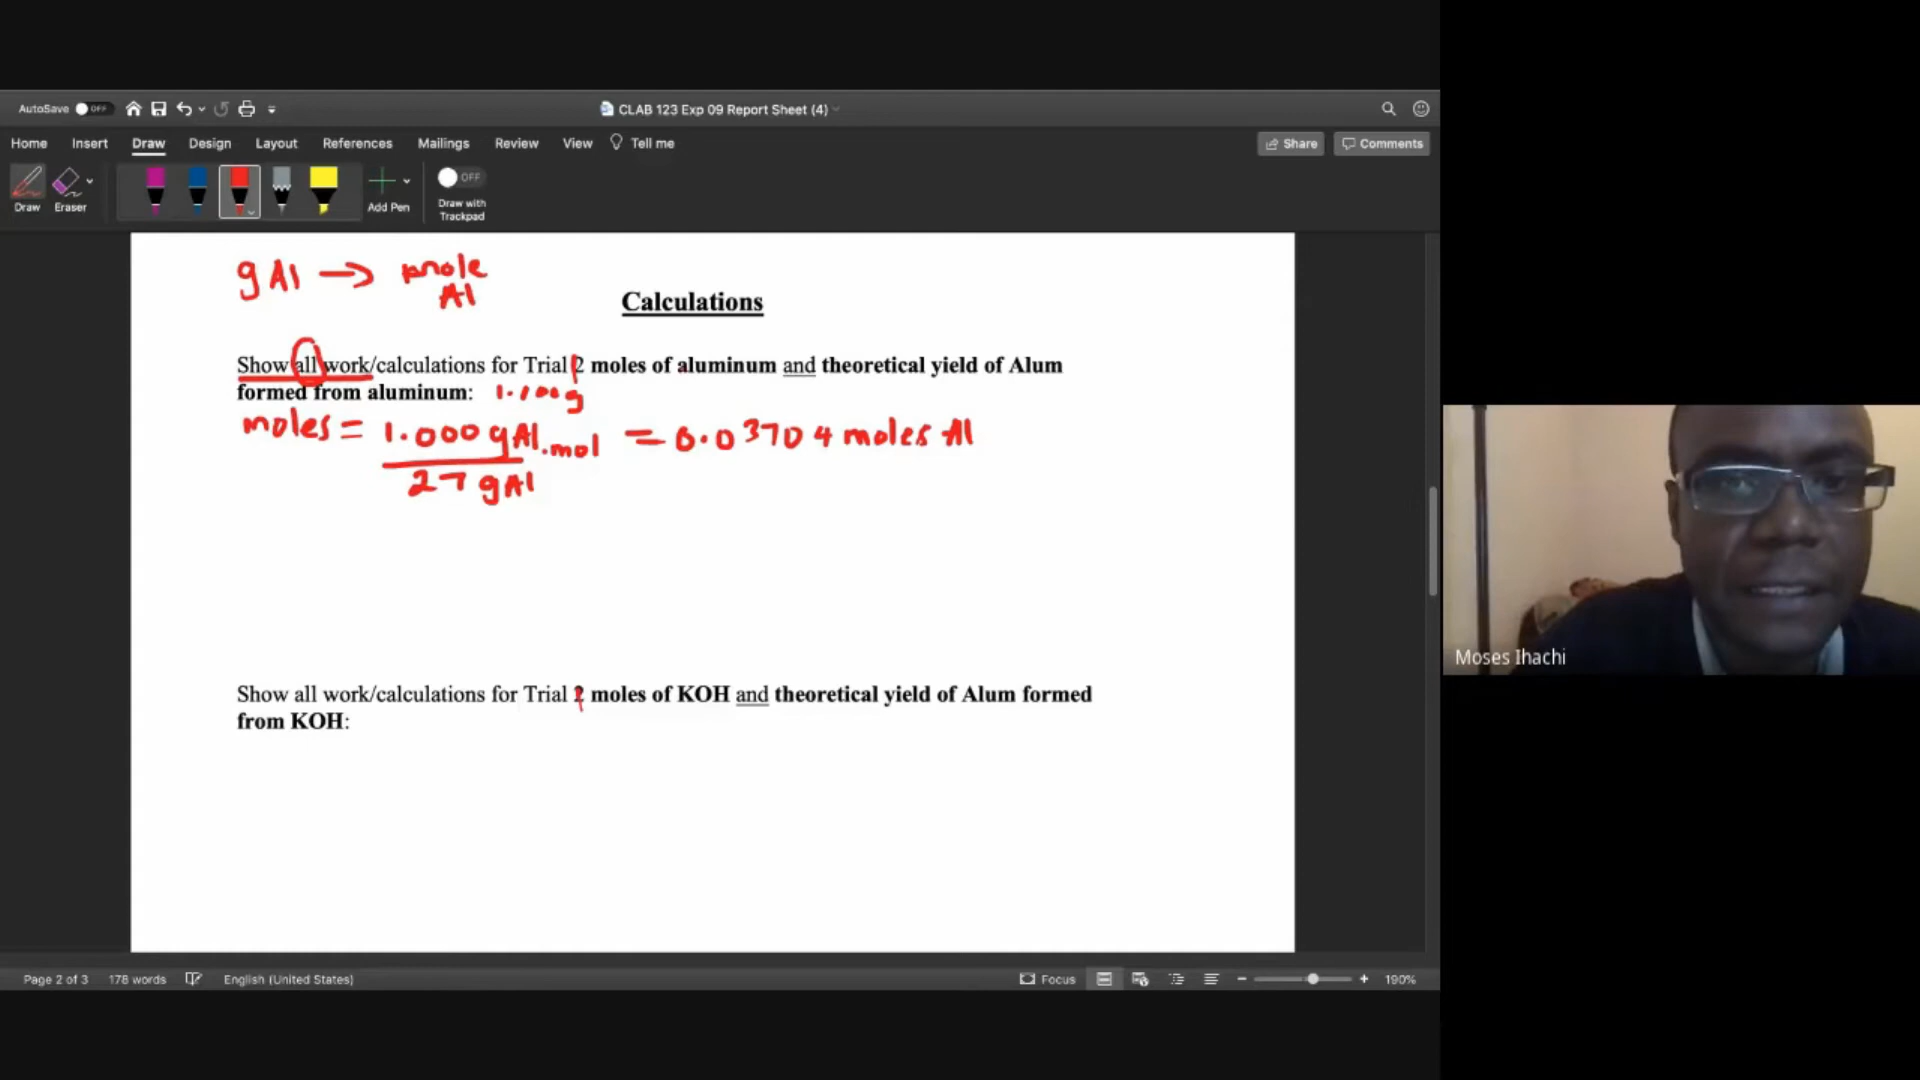 AutoSave OFF CLAB 123 Exp 09 Report Sheet (4)
Home Insert Draw Design Layout References Mailings Review View Tell me Share Comments
OFF
Draw Eraser Add Pen Draw with
Trackpad
g Al → mole
Al
Calculations
Show all work/calculations for Trial 2 moles of aluminum and theoretical yield of Alum
formed from aluminum: g
moles = 1.000 g Al . mol = 0.03704 moles Al
27 g Al
Show all work/calculations for Trial 2 moles of KOH and theoretical yield of Alum formed
from KOH:
Moses Ihachi
Page 2 of 3 178 words English (United States) Focus 190%